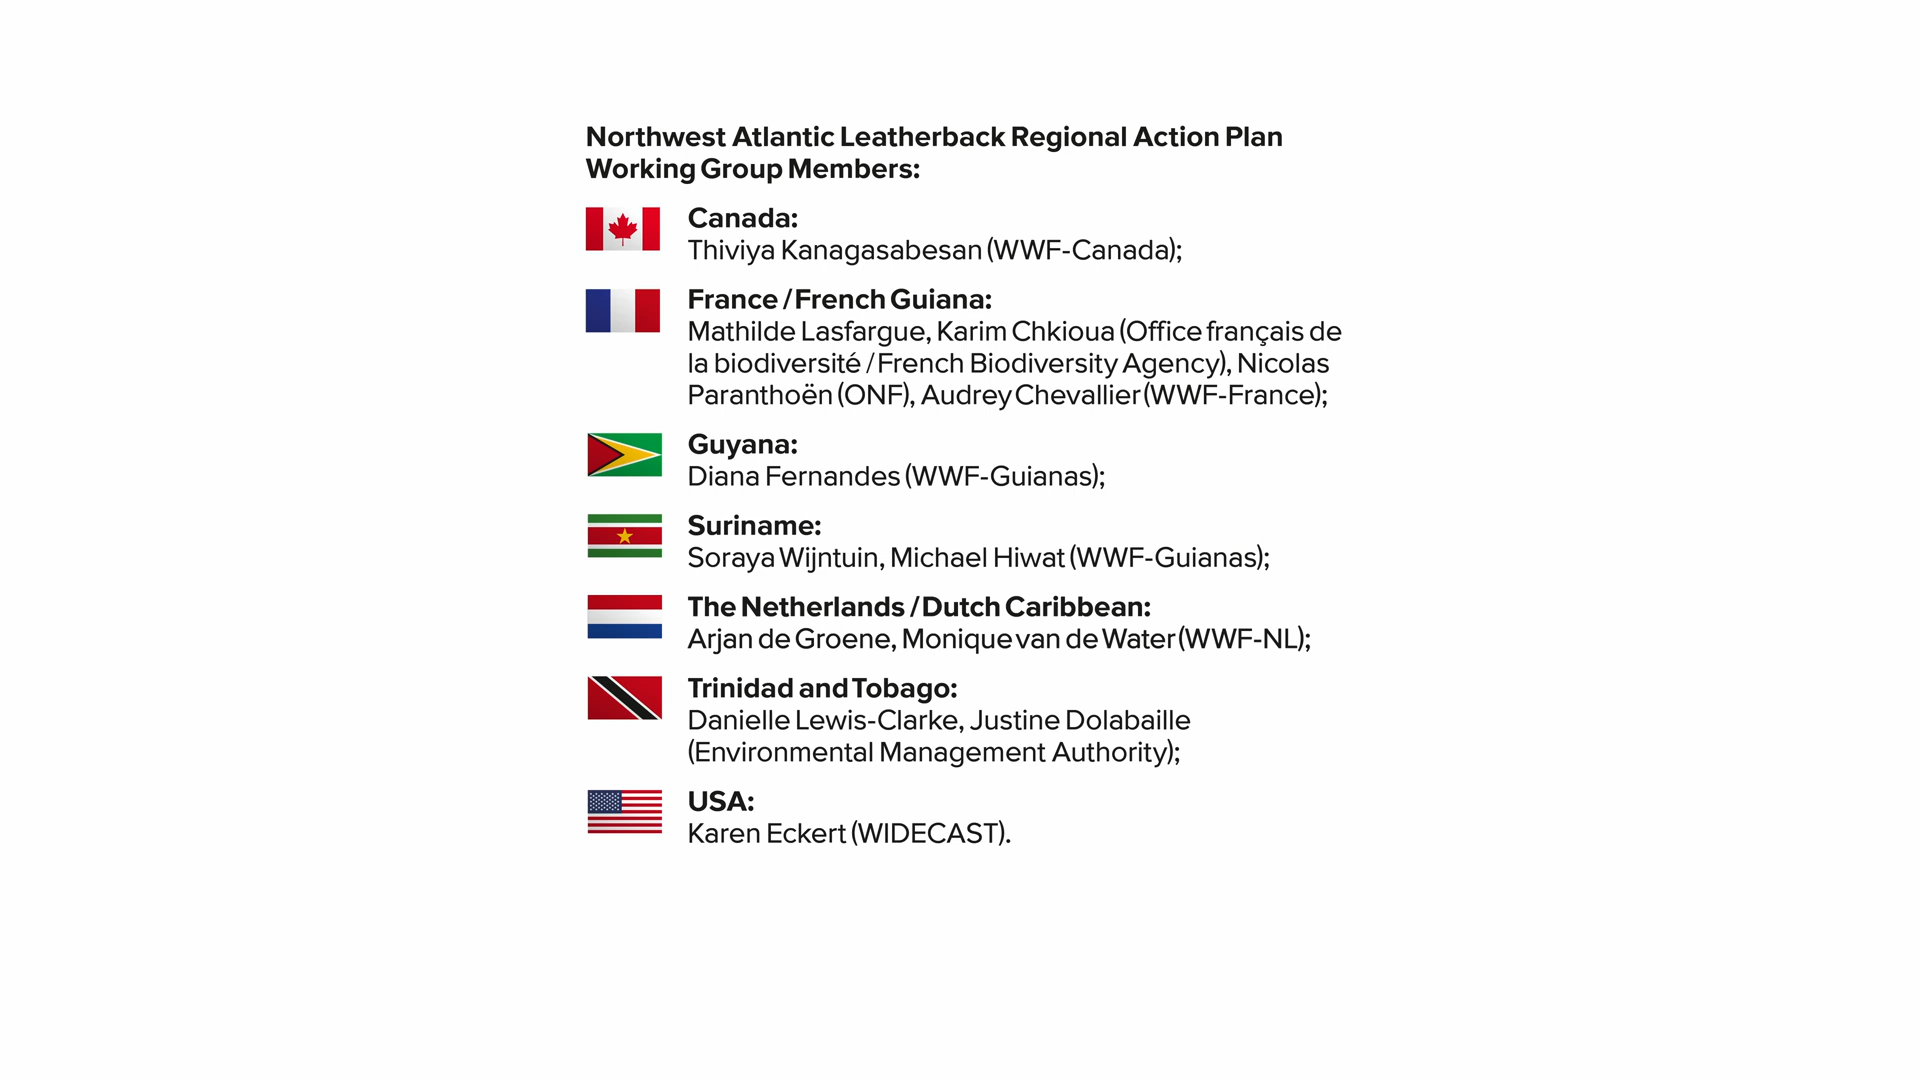 Northwest Atlantic Leatherback Regional Action Plan
Working Group Members:
Canada:
Thiviya Kanagasabesan (WWF-Canada);
France / French Guiana:
Mathilde Lasfargue, Karim Chkioua (Office français de
la biodiversité / French Biodiversity Agency), Nicolas
Paranthoën (ONF), Audrey Chevallier (WWF-France);
Guyana:
Diana Fernandes (WWF-Guianas);
Suriname:
Soraya Wijntuin, Michael Hiwat (WWF-Guianas);
The Netherlands / Dutch Caribbean:
Arjan de Groene, Monique van de Water (WWF-NL);
Trinidad and Tobago:
Danielle Lewis-Clarke, Justine Dolabaille
(Environmental Management Authority);
USA:
Karen Eckert (WIDECAST).